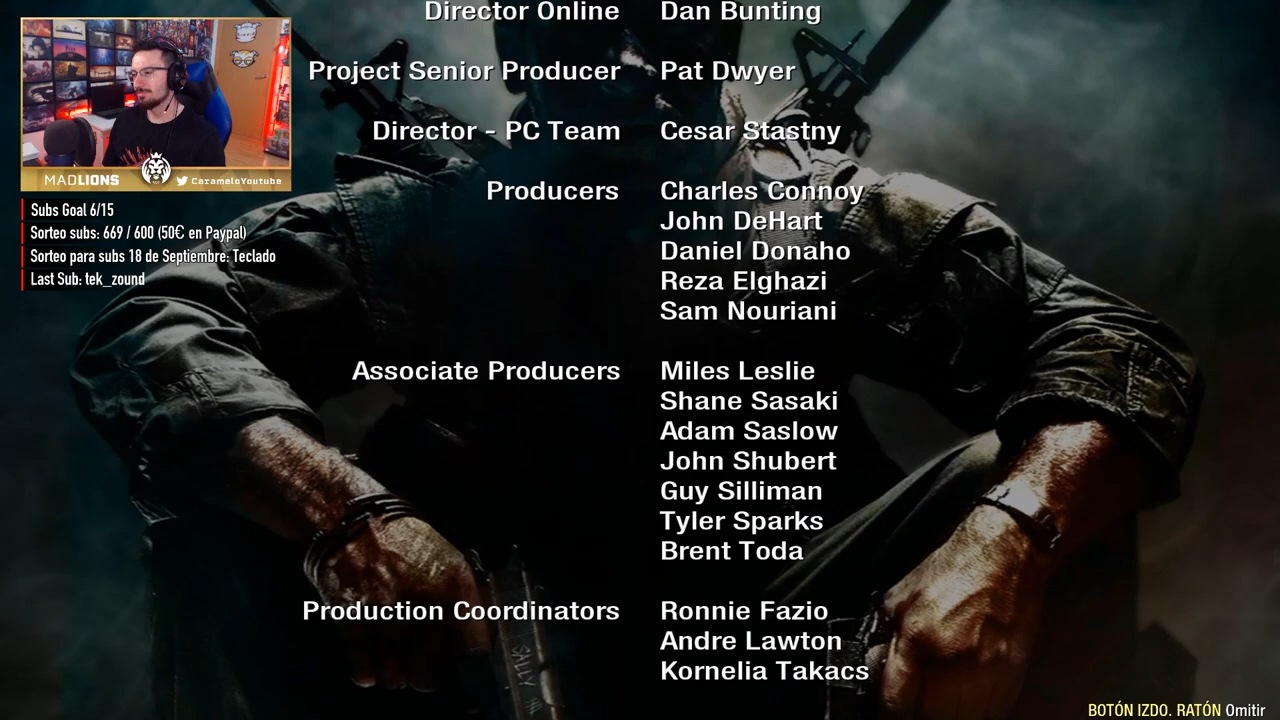 Director Online Dan Bunting
Project Senior Producer Pat Dwyer
Director - PC Team Cesar Stastny
Producers Charles Connoy
John DeHart
Daniel Donaho
Reza Elghazi
Sam Nouriani
Associate Producers Miles Leslie
Shane Sasaki
Adam Saslow
John Shubert
Guy Silliman
Tyler Sparks
Brent Toda
Production Coordinators Ronnie Fazio
Andre Lawton
Kornelia Takacs
MADLIONS CarameloYoutube
Subs Goal 6/15
Sorteo subs: 669 / 600 (50€ en Paypal)
Sorteo para subs 18 de Septiembre: Teclado
Last Sub: tek_zound
SALLY
BOTÓN IZDO. RATÓN Omitir